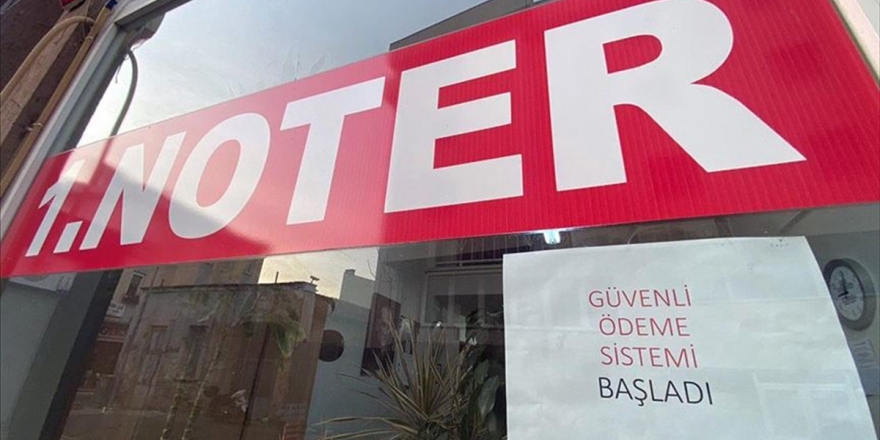 1.NOTER
GÜVENLİ
ÖDEME
SİSTEMİ
BAŞLADI